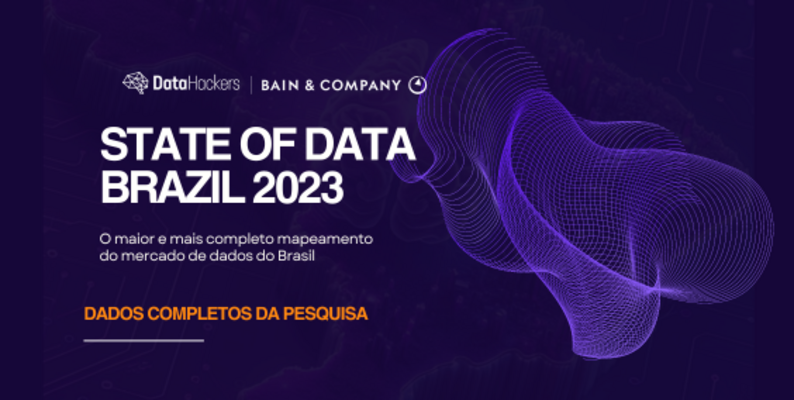 DataHackers | BAIN & COMPANY
STATE OF DATA
BRAZIL 2023
O maior e mais completo mapeamento
do mercado de dados do Brasil
DADOS COMPLETOS DA PESQUISA